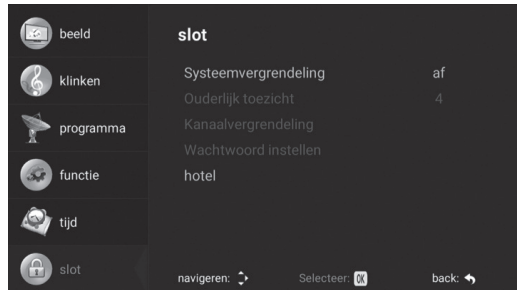 beeld
klinken
programma
functie
tijd
slot
slot
Systeemvergrendeling af
Ouderlijk toezicht 4
Kanaalvergrendeling
Wachtwoord instellen
hotel
navigeren: Selecteer: OK back: